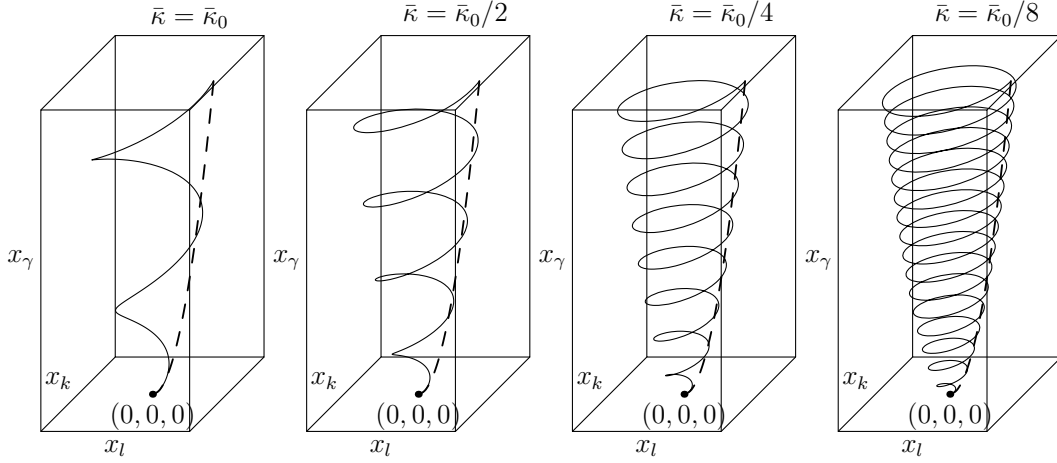 κ̄ = κ̄₀
κ̄ = κ̄₀/2
κ̄ = κ̄₀/4
κ̄ = κ̄₀/8
x_γ
x_γ
x_γ
x_γ
x_k
x_k
x_k
x_k
(0, 0, 0)
(0, 0, 0)
(0, 0, 0)
(0, 0, 0)
x_l
x_l
x_l
x_l